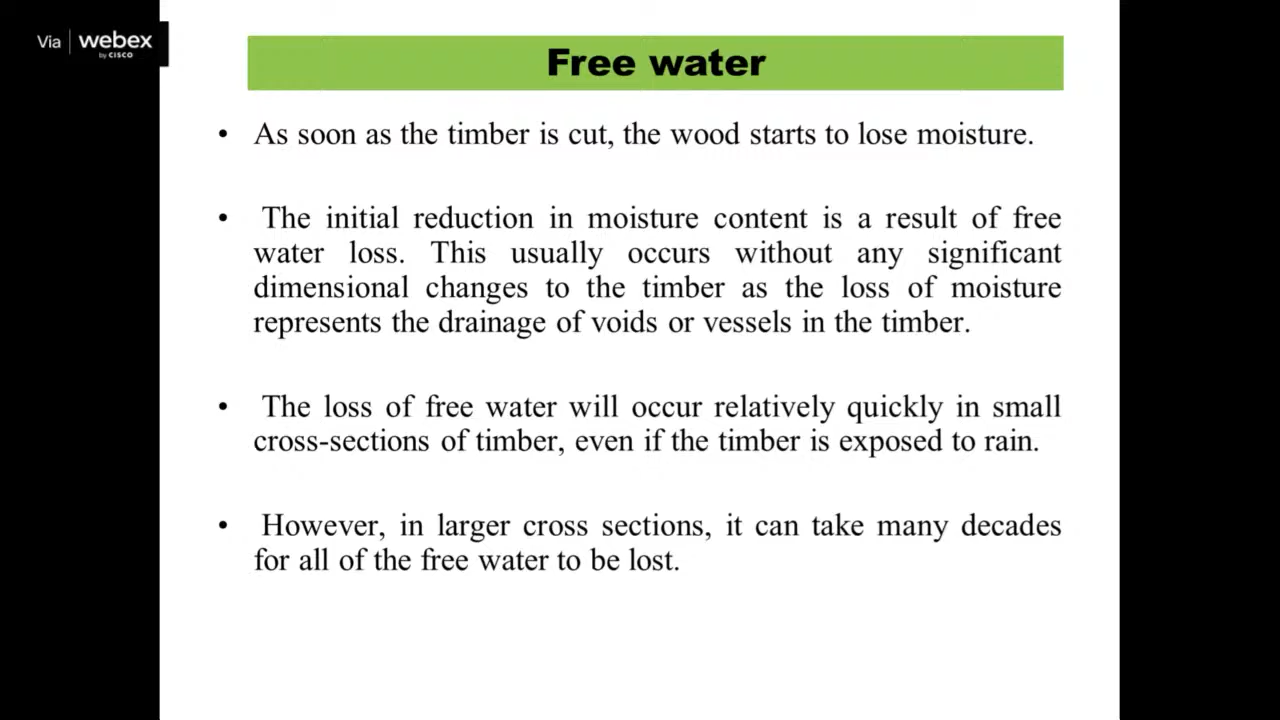 Via | webex
by CISCO
Free water
• As soon as the timber is cut, the wood starts to lose moisture.
• The initial reduction in moisture content is a result of free
water loss. This usually occurs without any significant
dimensional changes to the timber as the loss of moisture
represents the drainage of voids or vessels in the timber.
• The loss of free water will occur relatively quickly in small
cross-sections of timber, even if the timber is exposed to rain.
• However, in larger cross sections, it can take many decades
for all of the free water to be lost.